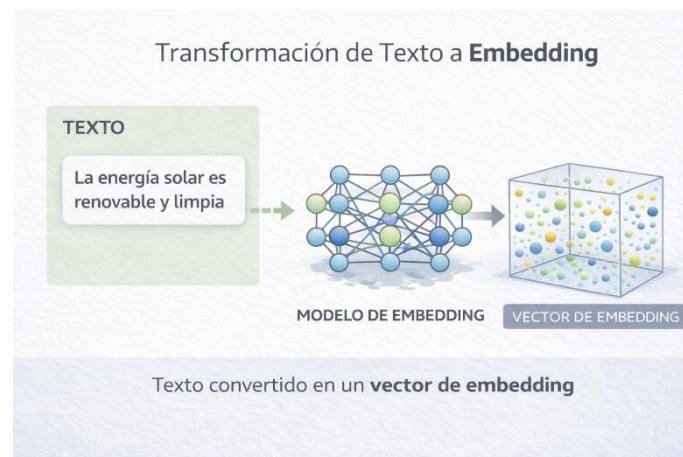 Transformación de Texto a Embedding
TEXTO
La energía solar es
renovable y limpia
MODELO DE EMBEDDING
VECTOR DE EMBEDDING
Texto convertido en un vector de embedding